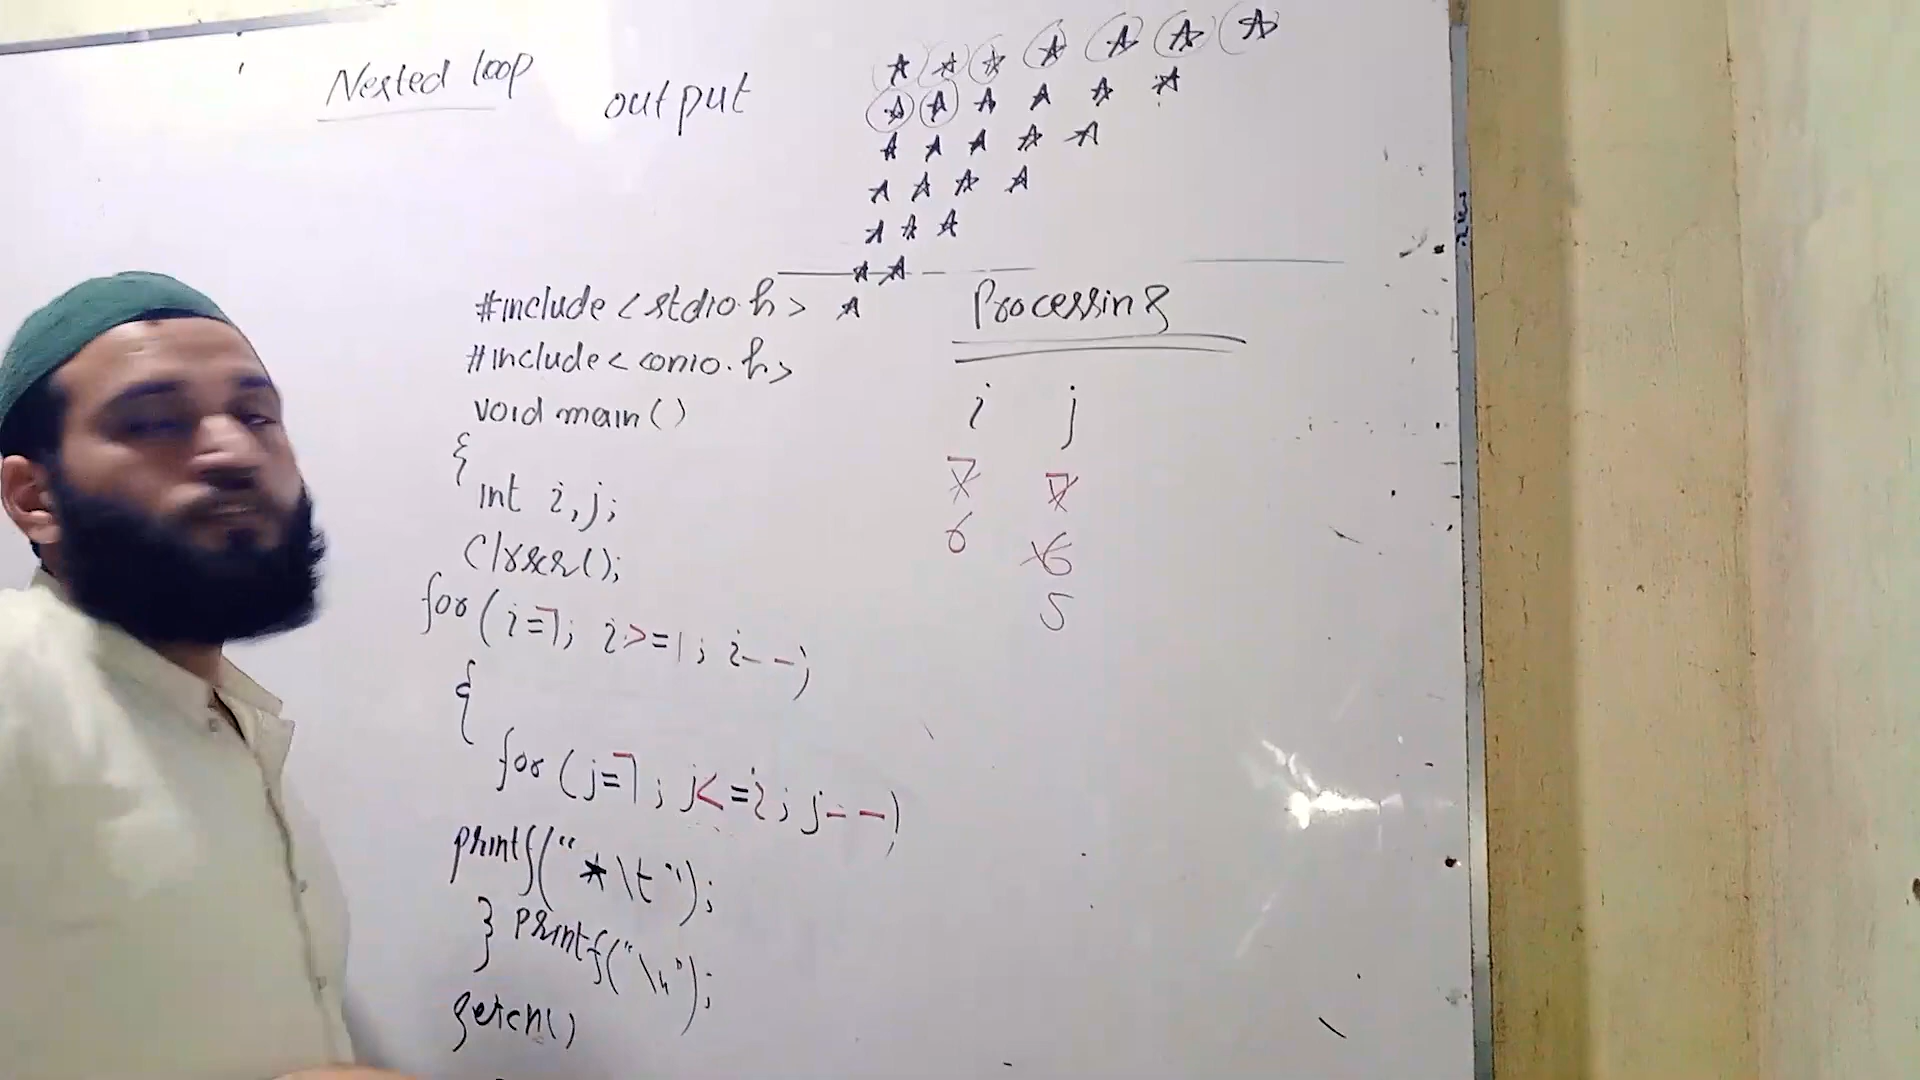 Nested loop
output
* * * * * * *
* * * * * *
* * * * *
* * * *
* * *
* *
*
#include <stdio.h>
#include <conio.h>
void main()
{
int i, j;
Clrscr();
for (i=7; i>=1; i--;)
{
for (j=7; j<=i; j--)
printf("*\t");
} printf("\n");
getch()
Processing
i j
7 7
6 6
5